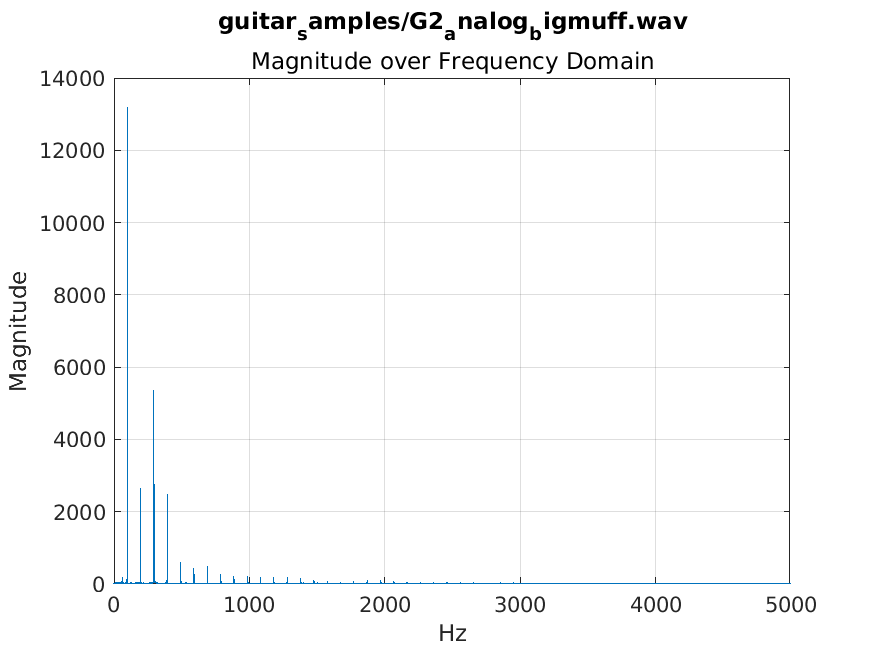 guitar_samples/G2_analog_bigmuff.wav
Magnitude over Frequency Domain
14000
12000
10000
8000
6000
4000
2000
0
Magnitude
0 1000 2000 3000 4000 5000
Hz